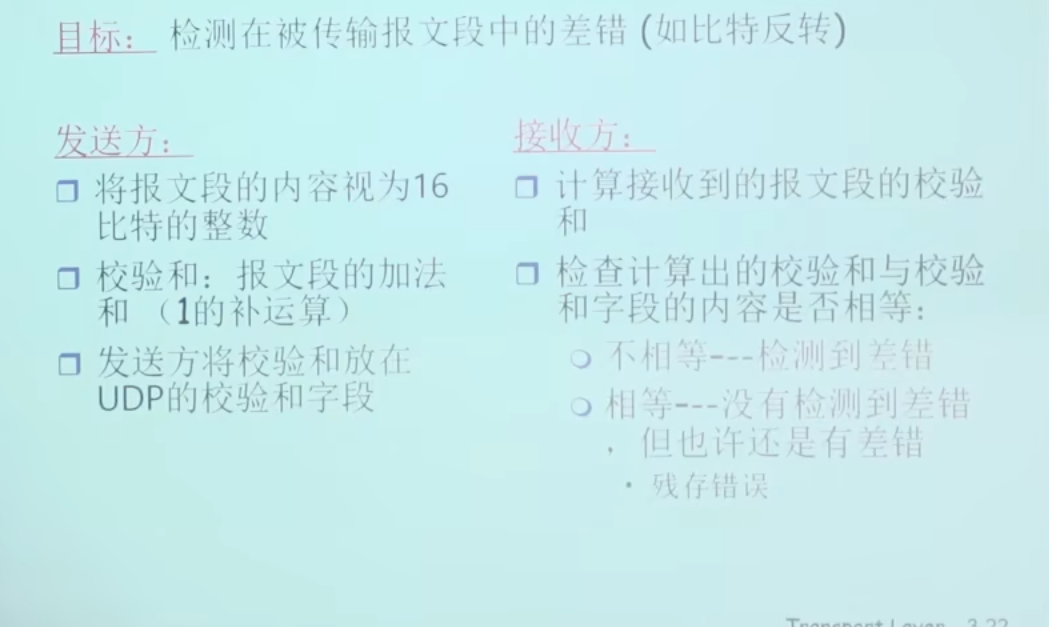 目标： 检测在被传输报文段中的差错 (如比特反转)
发送方：
将报文段的内容视为16
比特的整数
校验和：报文段的加法
和 （1的补运算）
发送方将校验和放在
UDP的校验和字段
接收方：
计算接收到的报文段的校验
和
检查计算出的校验和与校验
和字段的内容是否相等：
不相等---检测到差错
相等---没有检测到差错
，但也许还是有差错
残存错误
Transport Layer 3-22